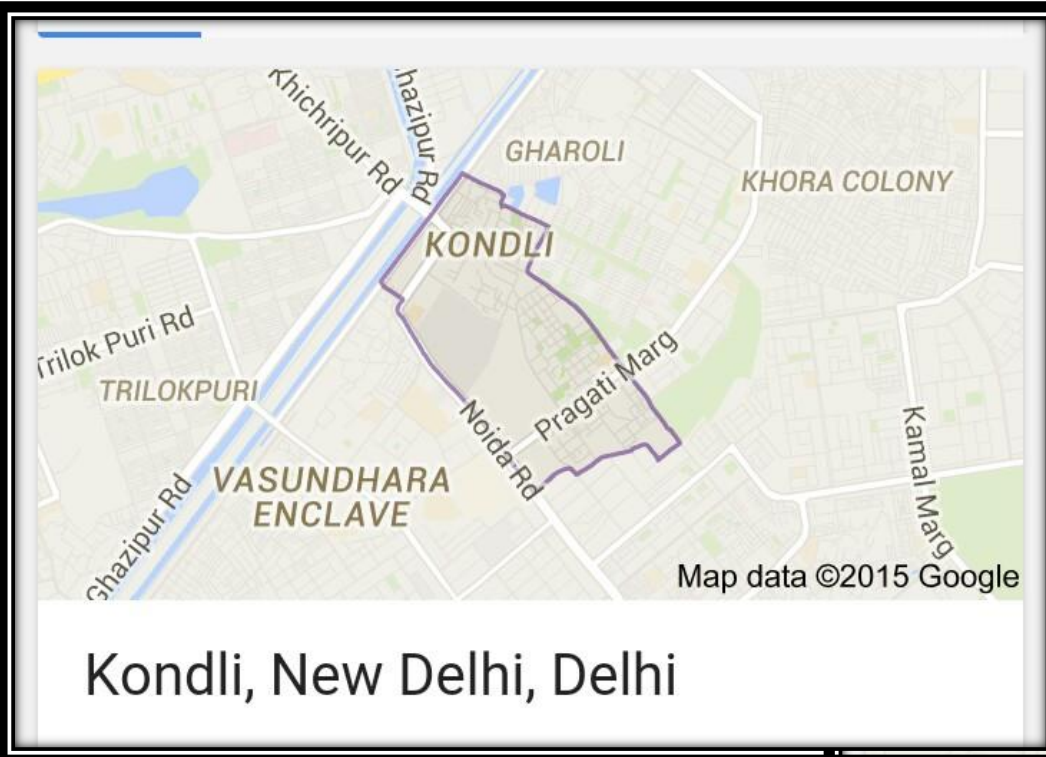 Khichripur Rd
hazipur Rd
GHAROLI
KHORA COLONY
KONDLI
Trilok Puri Rd
TRILOKPURI
Pragati Marg
Noida Rd
Kamal Marg
VASUNDHARA
ENCLAVE
Ghazipur Rd
Map data ©2015 Google
Kondli, New Delhi, Delhi